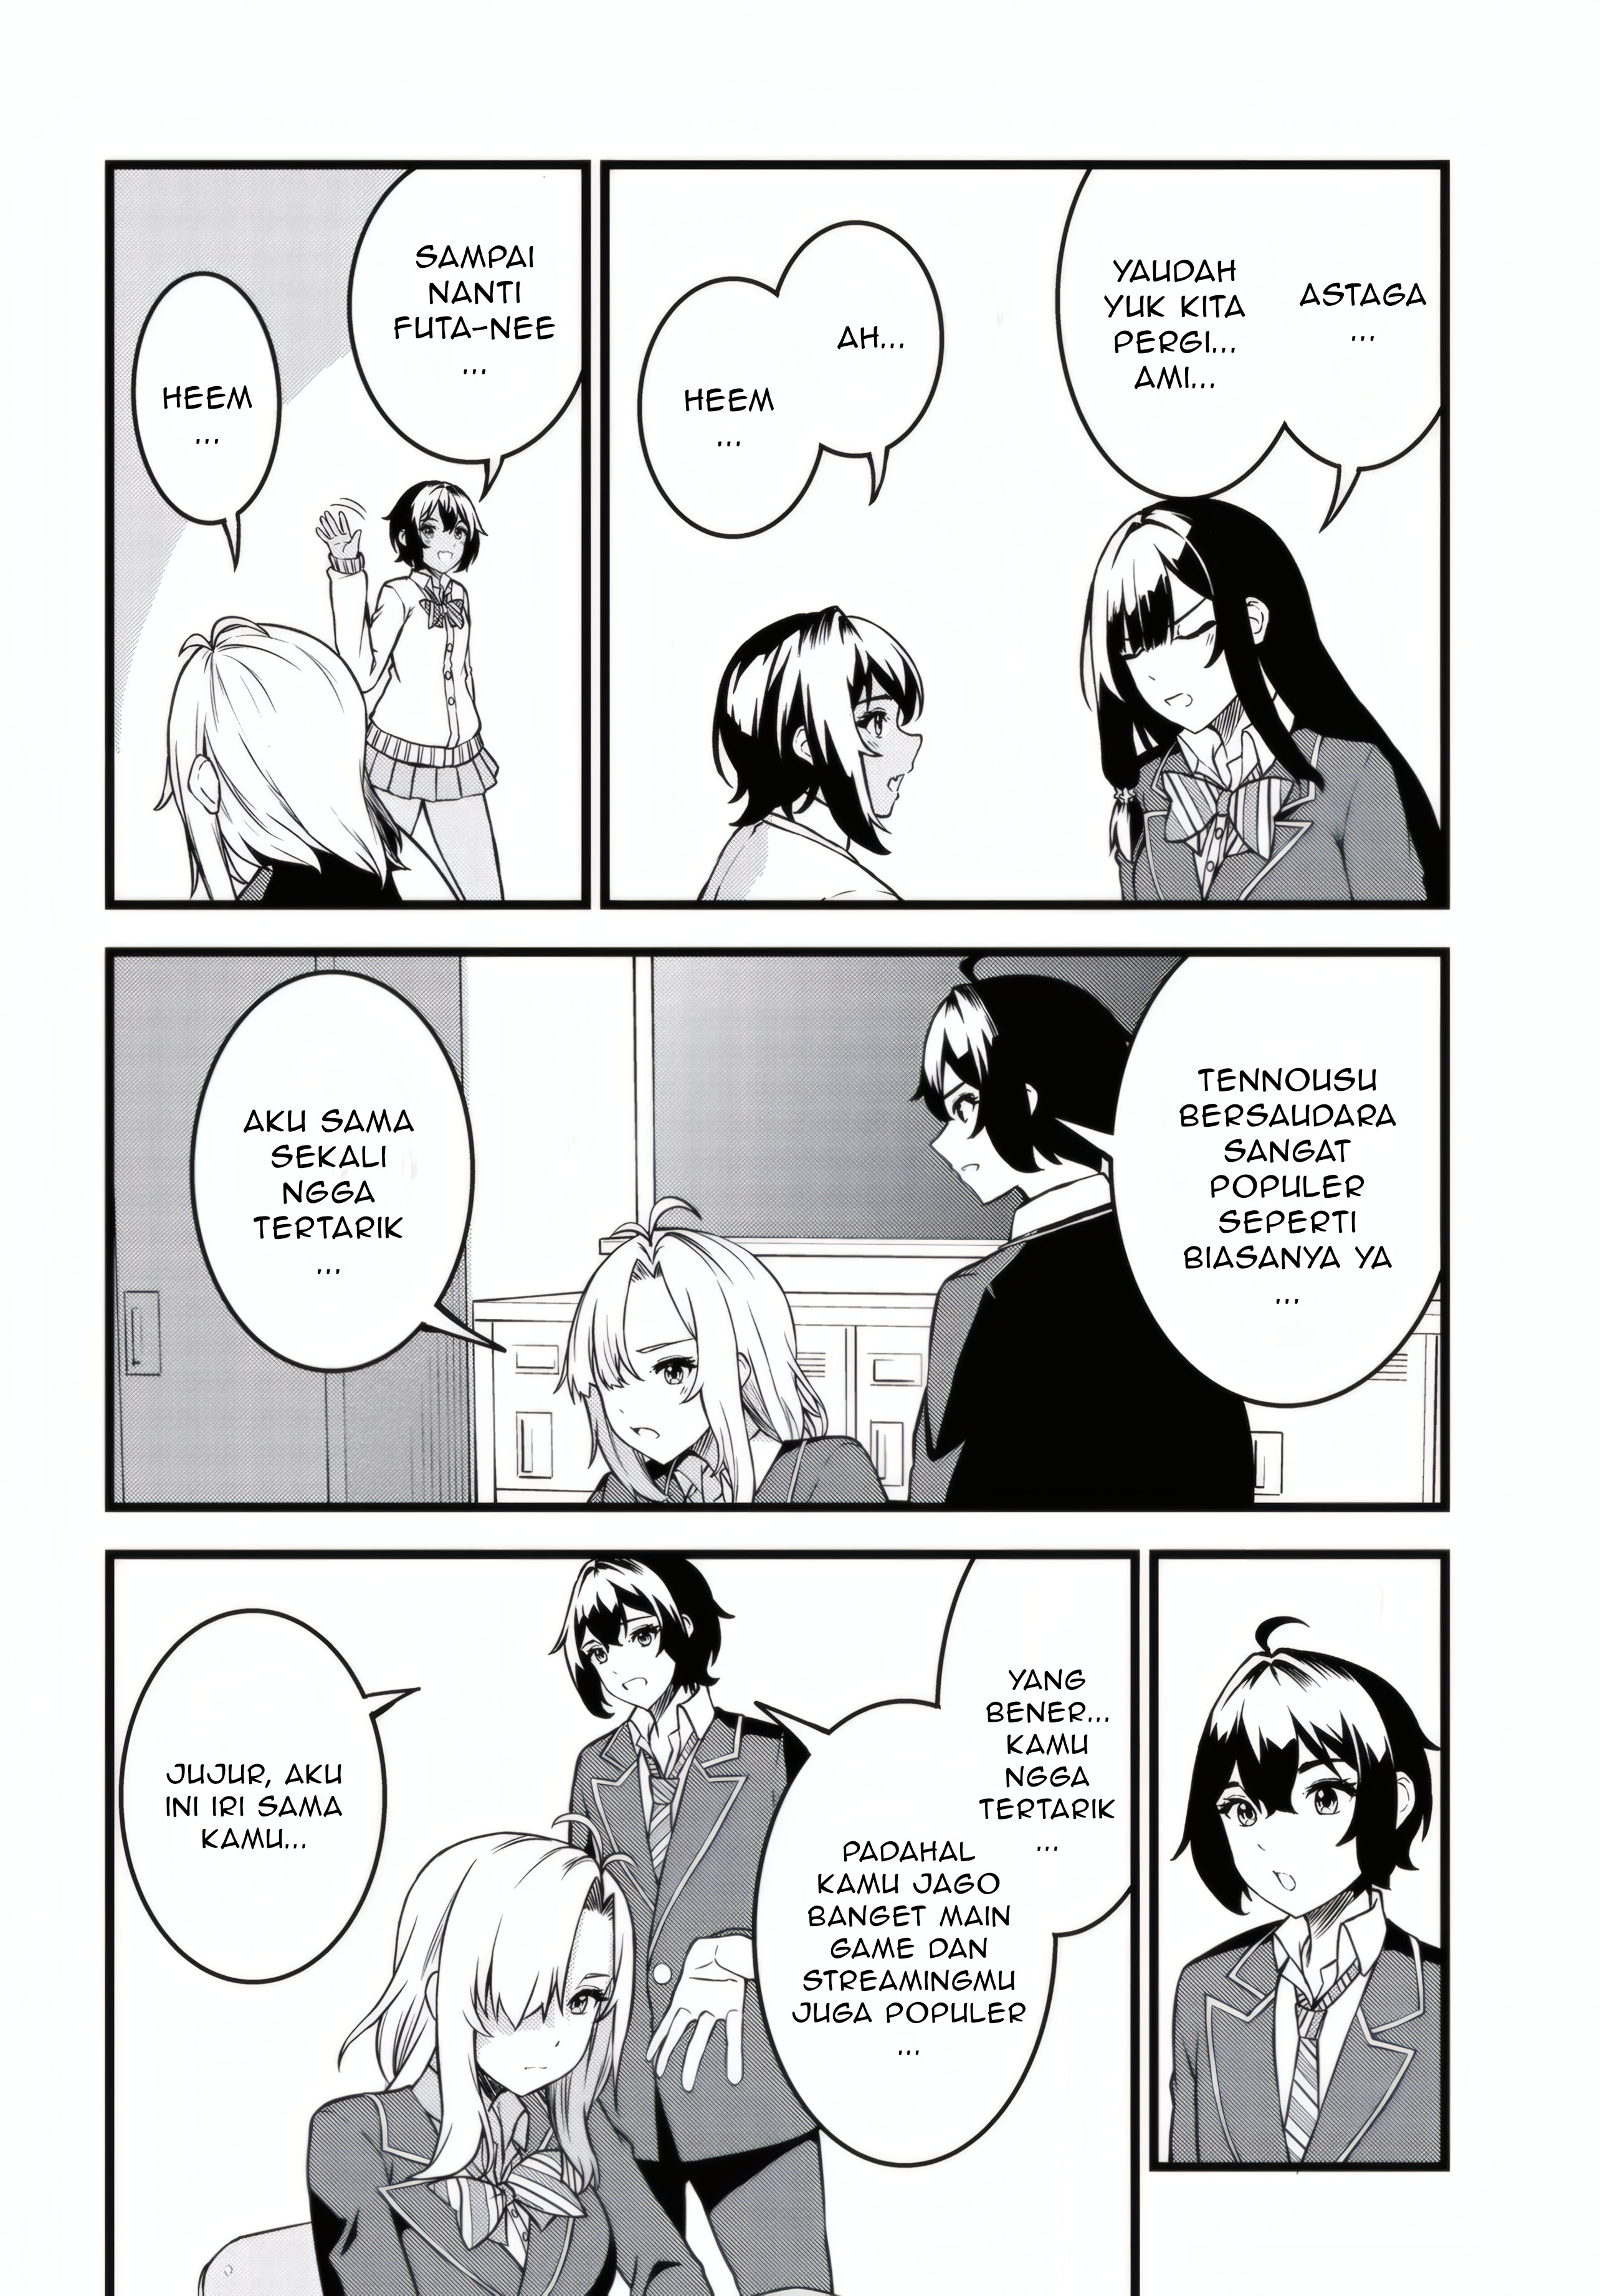 ASTAGA
...
YAUDAH
YUK KITA
PERGI...
AMI...
AH...
HEEM
...
SAMPAI
NANTI
FUTA-NEE
...
HEEM
...
TENNOUSU
BERSAUDARA
SANGAT
POPULER
SEPERTI
BIASANYA YA
...
AKU SAMA
SEKALI
NGGA
TERTARIK
...
YANG
BENER...
KAMU
NGGA
TERTARIK
...
PADAHAL
KAMU JAGO
BANGET MAIN
GAME DAN
STREAMINGMU
JUGA POPULER
...
JUJUR, AKU
INI IRI SAMA
KAMU...